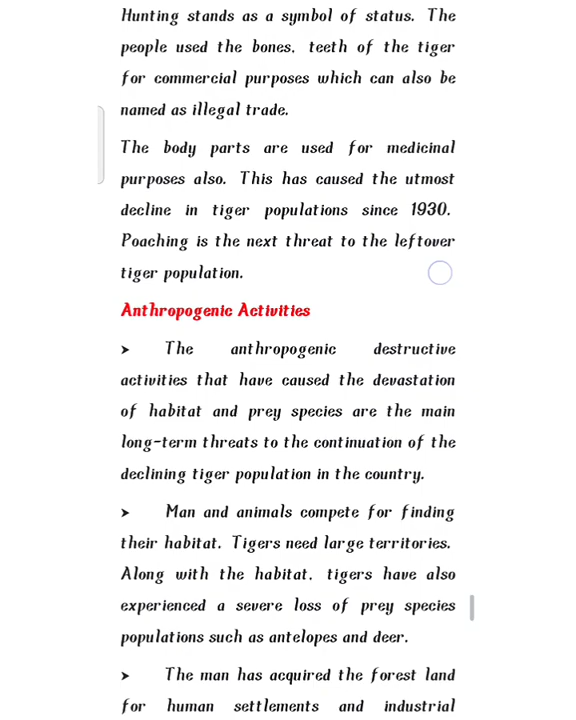 Hunting stands as a symbol of status. The
people used the bones, teeth of the tiger
for commercial purposes which can also be
named as illegal trade.
The body parts are used for medicinal
purposes also. This has caused the utmost
decline in tiger populations since 1930.
Poaching is the next threat to the leftover
tiger population.
Anthropogenic Activities
➤ The anthropogenic destructive
activities that have caused the devastation
of habitat and prey species are the main
long-term threats to the continuation of the
declining tiger population in the country.
➤ Man and animals compete for finding
their habitat. Tigers need large territories.
Along with the habitat, tigers have also
experienced a severe loss of prey species
populations such as antelopes and deer.
➤ The man has acquired the forest land
for human settlements and industrial